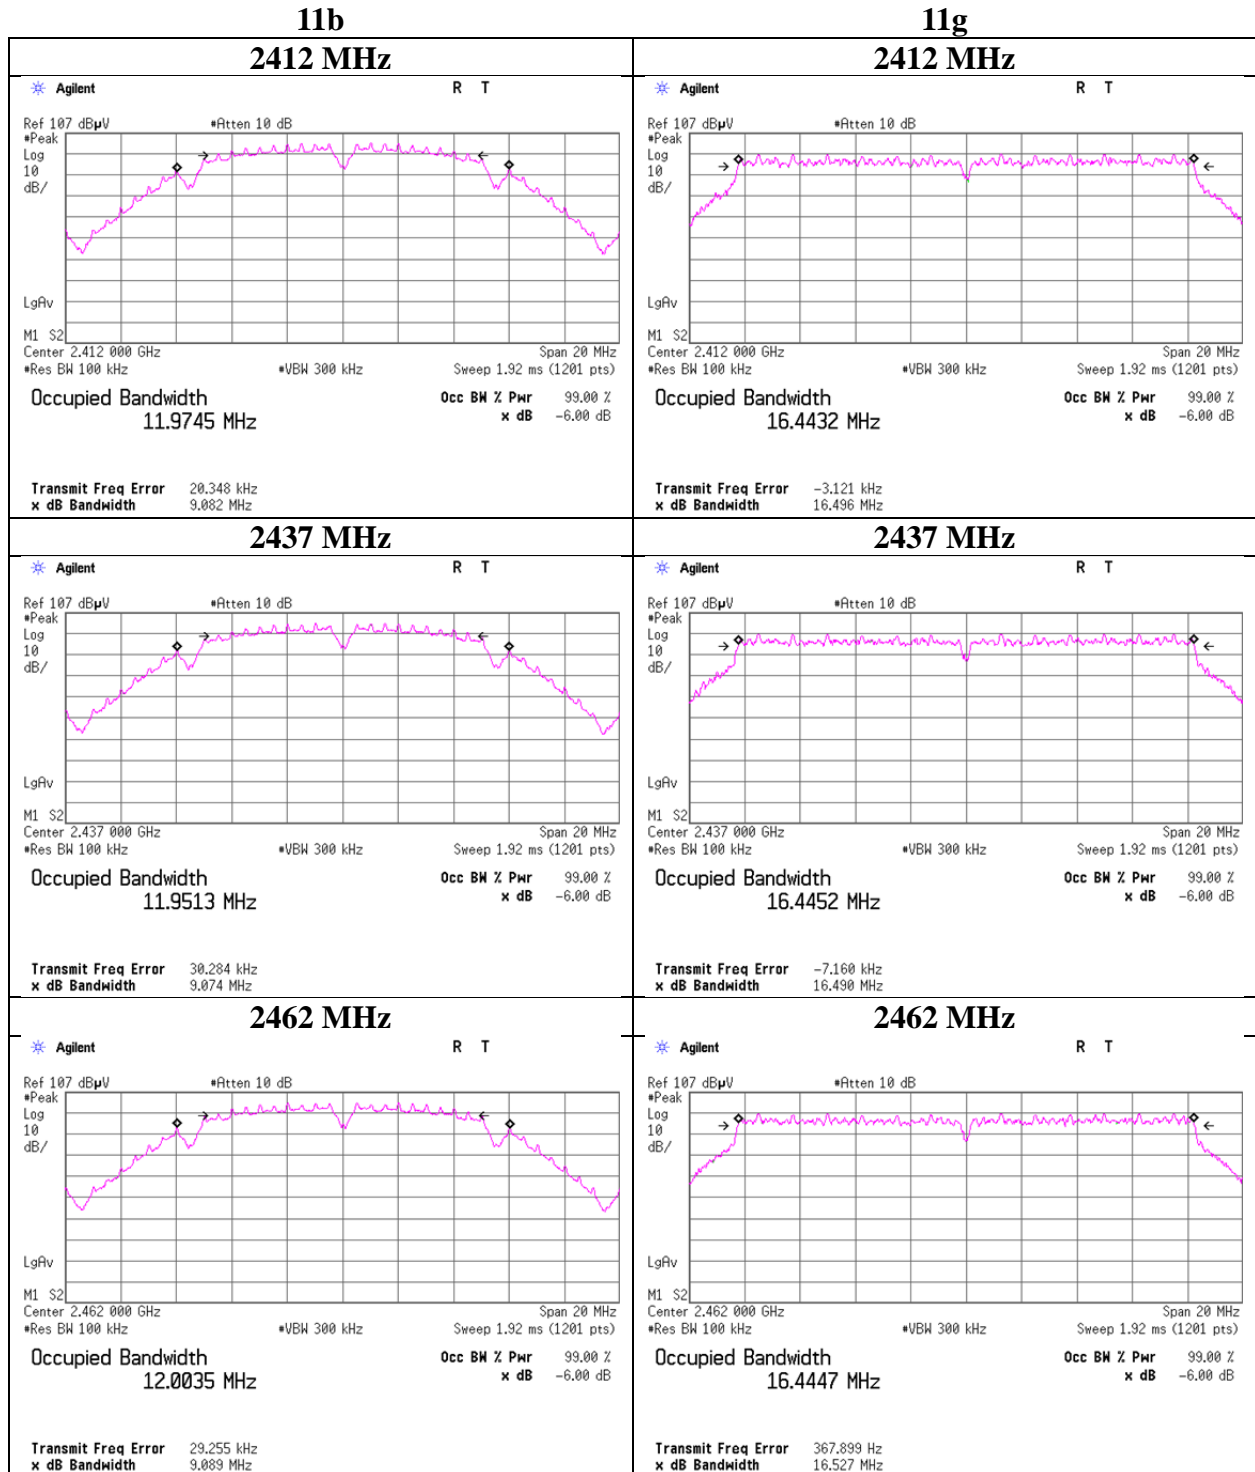 11b 11g
2412 MHz 2412 MHz
Agilent R T
Ref 107 dBµV #Atten 10 dB
#Peak
Log
10
dB/
LgAv
M1 S2
Center 2.412 000 GHz Span 20 MHz
#Res BW 100 kHz #VBW 300 kHz Sweep 1.92 ms (1201 pts)
Occupied Bandwidth Occ BW % Pwr 99.00 %
11.9745 MHz x dB -6.00 dB
Transmit Freq Error 20.348 kHz
x dB Bandwidth 9.082 MHz
Agilent R T
Ref 107 dBµV #Atten 10 dB
#Peak
Log
10
dB/
LgAv
M1 S2
Center 2.412 000 GHz Span 20 MHz
#Res BW 100 kHz #VBW 300 kHz Sweep 1.92 ms (1201 pts)
Occupied Bandwidth Occ BW % Pwr 99.00 %
16.4432 MHz x dB -6.00 dB
Transmit Freq Error -3.121 kHz
x dB Bandwidth 16.496 MHz
2437 MHz 2437 MHz
Agilent R T
Ref 107 dBµV #Atten 10 dB
#Peak
Log
10
dB/
LgAv
M1 S2
Center 2.437 000 GHz Span 20 MHz
#Res BW 100 kHz #VBW 300 kHz Sweep 1.92 ms (1201 pts)
Occupied Bandwidth Occ BW % Pwr 99.00 %
11.9513 MHz x dB -6.00 dB
Transmit Freq Error 30.284 kHz
x dB Bandwidth 9.074 MHz
Agilent R T
Ref 107 dBµV #Atten 10 dB
#Peak
Log
10
dB/
LgAv
M1 S2
Center 2.437 000 GHz Span 20 MHz
#Res BW 100 kHz #VBW 300 kHz Sweep 1.92 ms (1201 pts)
Occupied Bandwidth Occ BW % Pwr 99.00 %
16.4452 MHz x dB -6.00 dB
Transmit Freq Error -7.160 kHz
x dB Bandwidth 16.490 MHz
2462 MHz 2462 MHz
Agilent R T
Ref 107 dBµV #Atten 10 dB
#Peak
Log
10
dB/
LgAv
M1 S2
Center 2.462 000 GHz Span 20 MHz
#Res BW 100 kHz #VBW 300 kHz Sweep 1.92 ms (1201 pts)
Occupied Bandwidth Occ BW % Pwr 99.00 %
12.0035 MHz x dB -6.00 dB
Transmit Freq Error 29.255 kHz
x dB Bandwidth 9.089 MHz
Agilent R T
Ref 107 dBµV #Atten 10 dB
#Peak
Log
10
dB/
LgAv
M1 S2
Center 2.462 000 GHz Span 20 MHz
#Res BW 100 kHz #VBW 300 kHz Sweep 1.92 ms (1201 pts)
Occupied Bandwidth Occ BW % Pwr 99.00 %
16.4447 MHz x dB -6.00 dB
Transmit Freq Error 367.899 Hz
x dB Bandwidth 16.527 MHz